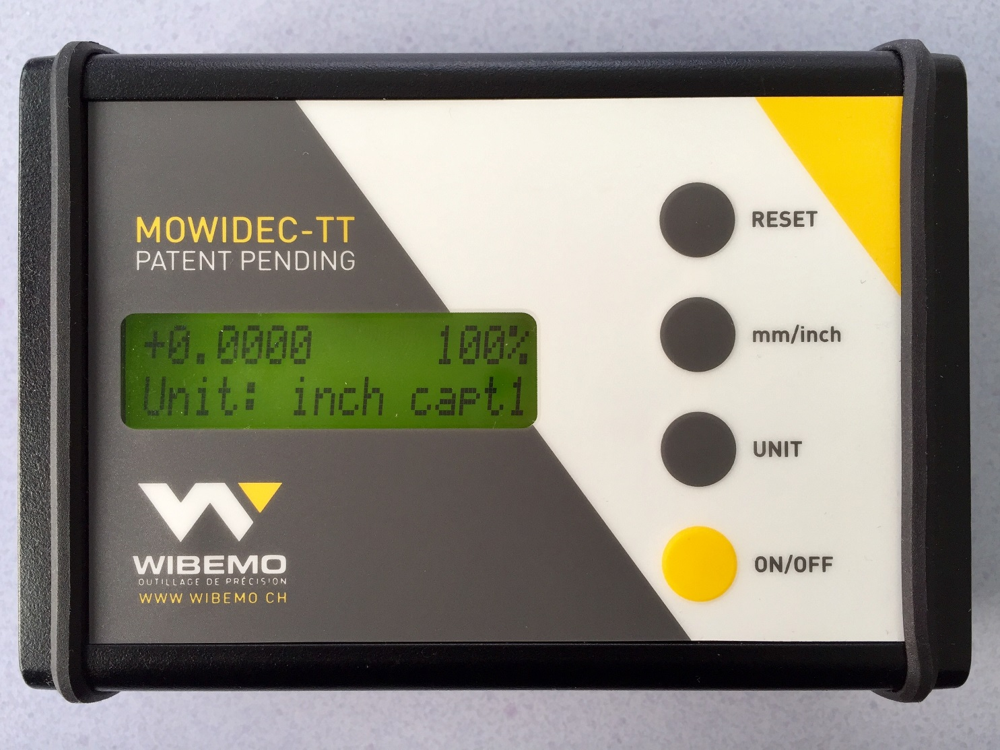 MOWIDEC-TT
PATENT PENDING
+0.0000 100%
Unit: inch capt1
WIBEMO
OUTILLAGE DE PRÉCISION
WWW WIBEMO CH
RESET
mm/inch
UNIT
ON/OFF